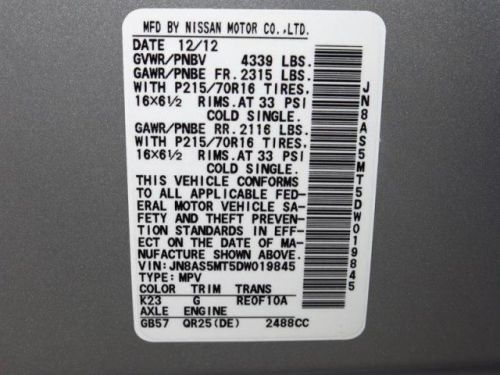 MFD BY NISSAN MOTOR CO.,LTD.
DATE 12/12
GVWR/PNBV 4339 LBS.
GAWR/PNBE FR. 2315 LBS.
WITH P215/70R16 TIRES,
16X6½ RIMS. AT 33 PSI
COLD SINGLE.
GAWR/PNBE RR. 2116 LBS.
WITH P215/70R16 TIRES,
16X6½ RIMS. AT 33 PSI
COLD SINGLE.
THIS VEHICLE CONFORMS
TO ALL APPLICABLE FED-
ERAL MOTOR VEHICLE SA-
FETY AND THEFT PREVEN-
TION STANDARDS IN EFF-
ECT ON THE DATE OF MA-
NUFACTURE SHOWN ABOVE.
VIN: JN8AS5MT5DW019845
TYPE: MPV
COLOR TRIM TRANS
K23 G RE0F10A
AXLE ENGINE
GB57 QR25(DE) 2488CC
JN8AS5MT5DW019845